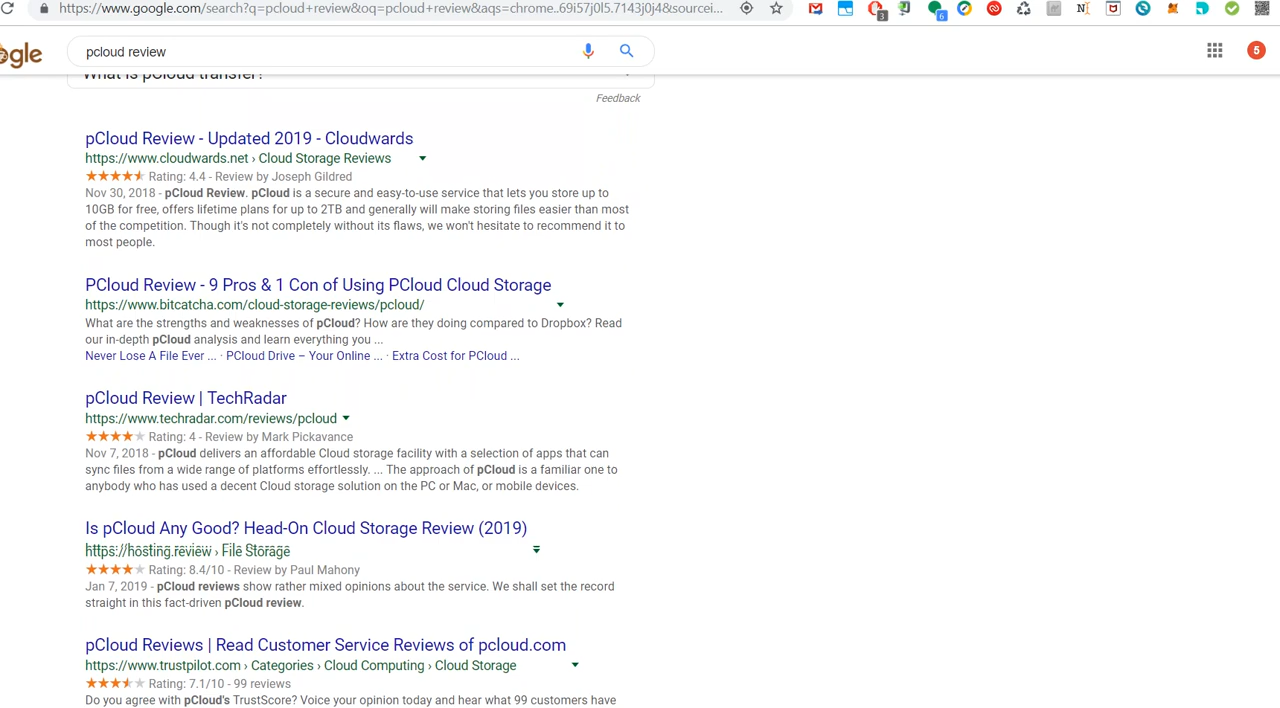 https://www.google.com/search?q=pcloud+review&oq=pcloud+review&aqs=chrome..69i57j0l5.7143j0j4&sourcei...
3
6
ogle
pcloud review
5
What is pCloud transfer?
Feedback
pCloud Review - Updated 2019 - Cloudwards
https://www.cloudwards.net › Cloud Storage Reviews
Rating: 4.4 - Review by Joseph Gildred
Nov 30, 2018 - pCloud Review. pCloud is a secure and easy-to-use service that lets you store up to
10GB for free, offers lifetime plans for up to 2TB and generally will make storing files easier than most
of the competition. Though it's not completely without its flaws, we won't hesitate to recommend it to
most people.
PCloud Review - 9 Pros & 1 Con of Using PCloud Cloud Storage
https://www.bitcatcha.com/cloud-storage-reviews/pcloud/
What are the strengths and weaknesses of pCloud? How are they doing compared to Dropbox? Read
our in-depth pCloud analysis and learn everything you ...
Never Lose A File Ever ... · PCloud Drive – Your Online ... · Extra Cost for PCloud ...
pCloud Review | TechRadar
https://www.techradar.com/reviews/pcloud
Rating: 4 - Review by Mark Pickavance
Nov 7, 2018 - pCloud delivers an affordable Cloud storage facility with a selection of apps that can
sync files from a wide range of platforms effortlessly. ... The approach of pCloud is a familiar one to
anybody who has used a decent Cloud storage solution on the PC or Mac, or mobile devices.
Is pCloud Any Good? Head-On Cloud Storage Review (2019)
https://hosting.review › File Storage
Rating: 8.4/10 - Review by Paul Mahony
Jan 7, 2019 - pCloud reviews show rather mixed opinions about the service. We shall set the record
straight in this fact-driven pCloud review.
pCloud Reviews | Read Customer Service Reviews of pcloud.com
https://www.trustpilot.com › Categories › Cloud Computing › Cloud Storage
Rating: 7.1/10 - 99 reviews
Do you agree with pCloud's TrustScore? Voice your opinion today and hear what 99 customers have